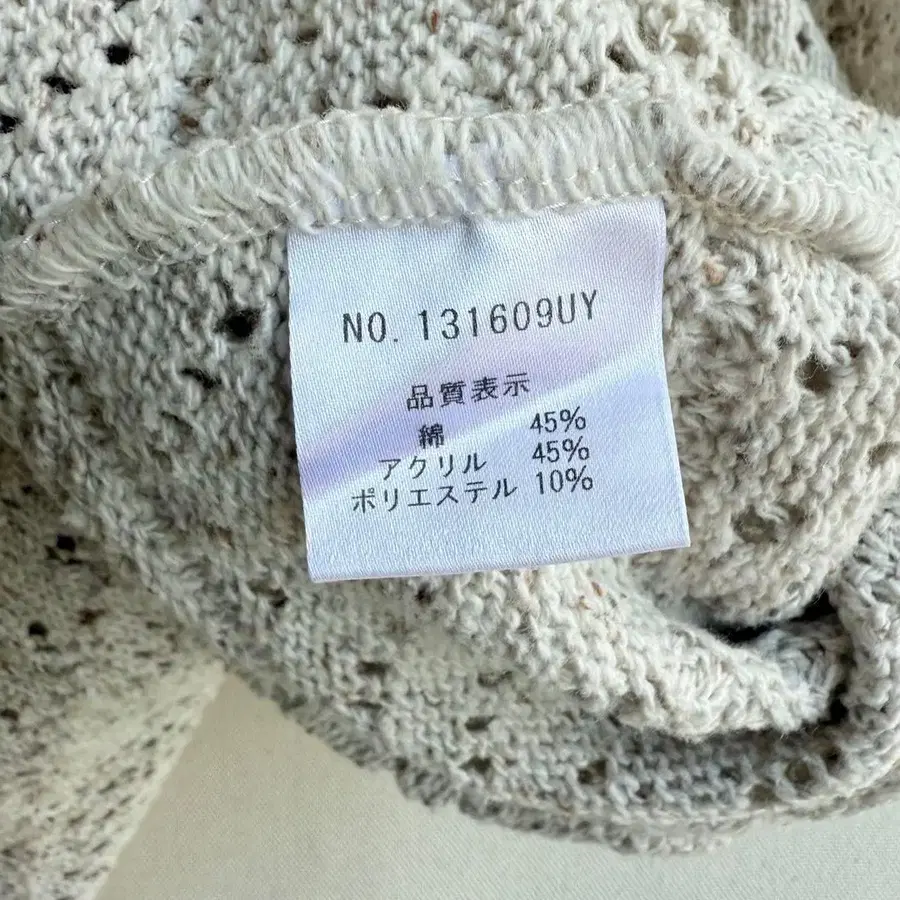 NO. 131609UY
品質表示
綿 45%
アクリル 45%
ポリエステル 10%